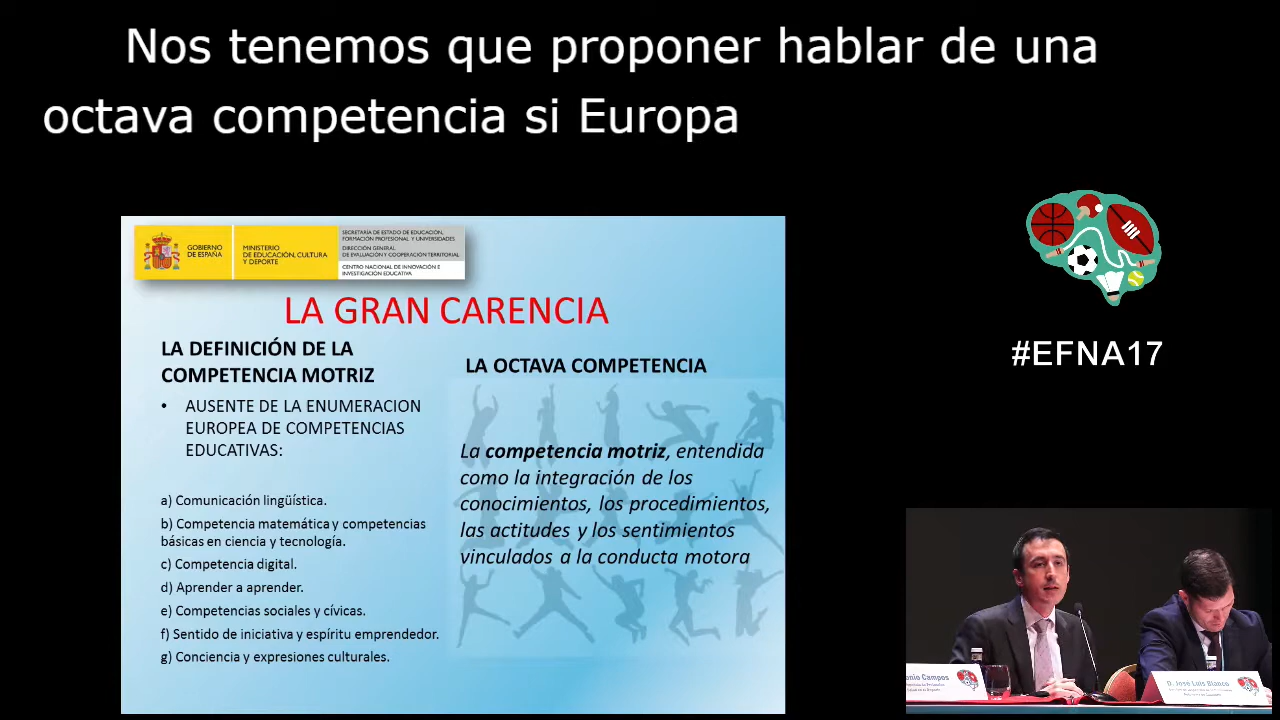 Nos tenemos que proponer hablar de una
octava competencia si Europa
GOBIERNO
DE ESPAÑA
MINISTERIO
DE EDUCACIÓN, CULTURA
Y DEPORTE
SECRETARÍA DE ESTADO DE EDUCACIÓN,
FORMACIÓN PROFESIONAL Y UNIVERSIDADES
DIRECCIÓN GENERAL
DE EVALUACIÓN Y COOPERACIÓN TERRITORIAL
CENTRO NACIONAL DE INNOVACIÓN E
INVESTIGACIÓN EDUCATIVA
LA GRAN CARENCIA
LA DEFINICIÓN DE LA
COMPETENCIA MOTRIZ
• AUSENTE DE LA ENUMERACION
EUROPEA DE COMPETENCIAS
EDUCATIVAS:
a) Comunicación lingüística.
b) Competencia matemática y competencias
básicas en ciencia y tecnología.
c) Competencia digital.
d) Aprender a aprender.
e) Competencias sociales y cívicas.
f) Sentido de iniciativa y espíritu emprendedor.
g) Conciencia y expresiones culturales.
LA OCTAVA COMPETENCIA
La competencia motriz, entendida
como la integración de los
conocimientos, los procedimientos,
las actitudes y los sentimientos
vinculados a la conducta motora
#EFNA17
onio Campos
D. José Luis Blanco